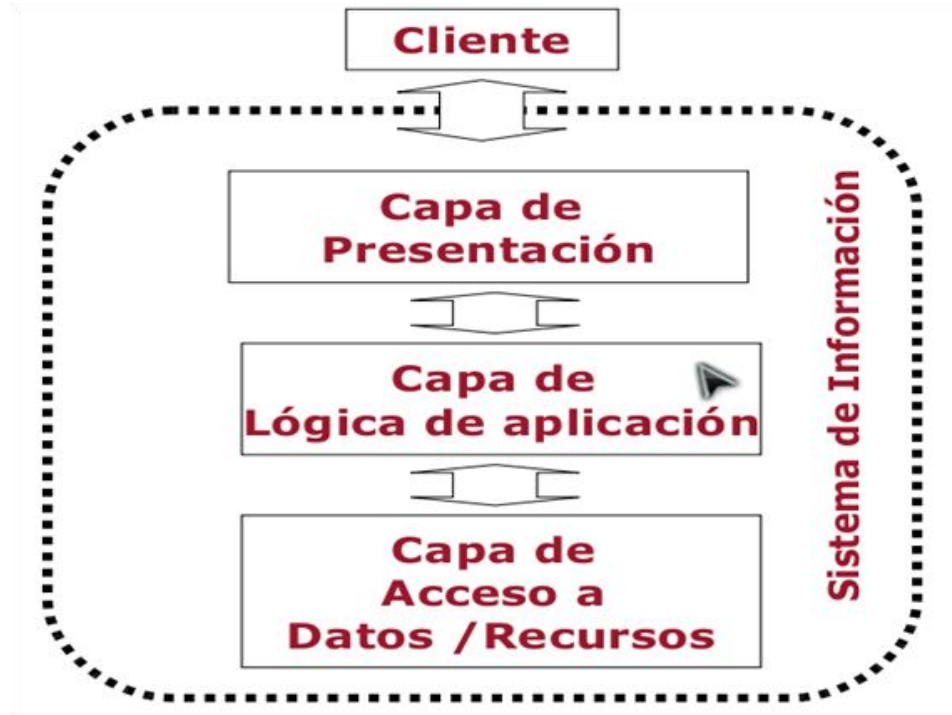 Cliente
Capa de
Presentación
Capa de
Lógica de aplicación
Capa de
Acceso a
Datos /Recursos
Sistema de Información